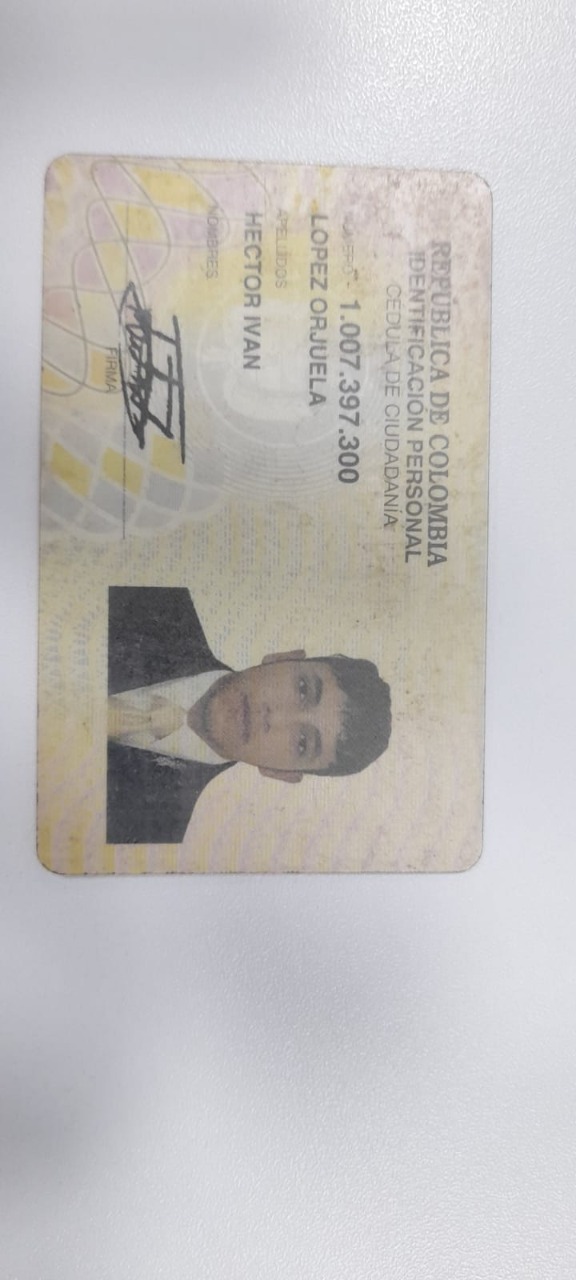 REPUBLICA DE COLOMBIA
IDENTIFICACION PERSONAL
CEDULA DE CIUDADANIA
NUMERO 1.007.397.300
LOPEZ ORJUELA
APELLIDOS
HECTOR IVAN
NOMBRES
FIRMA